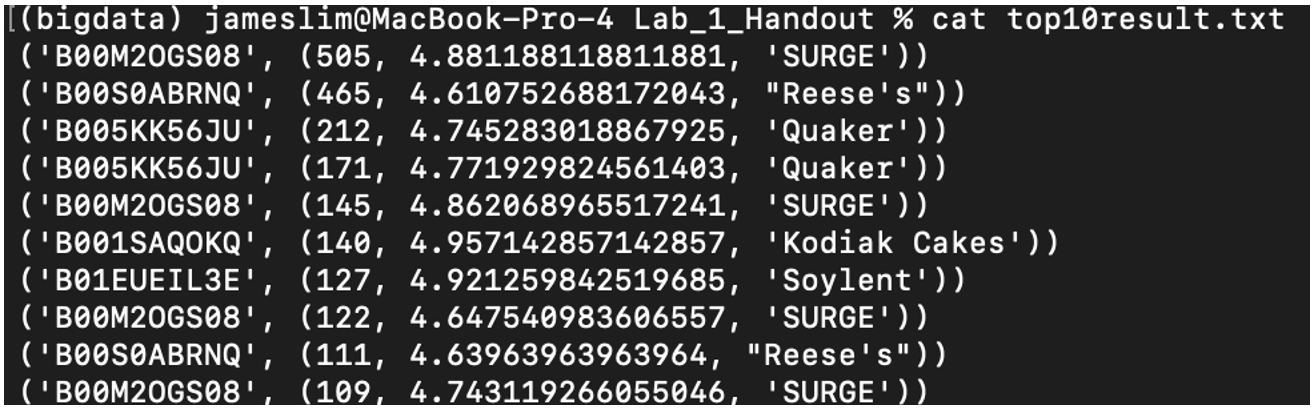 [(bigdata) jameslim@MacBook-Pro-4 Lab_1_Handout % cat top10result.txt
('B00M2OGS08', (505, 4.881188118811881, 'SURGE'))
('B00S0ABRNQ', (465, 4.610752688172043, "Reese's"))
('B005KK56JU', (212, 4.745283018867925, 'Quaker'))
('B005KK56JU', (171, 4.771929824561403, 'Quaker'))
('B00M2OGS08', (145, 4.862068965517241, 'SURGE'))
('B001SAQOKQ', (140, 4.957142857142857, 'Kodiak Cakes'))
('B01EUEIL3E', (127, 4.921259842519685, 'Soylent'))
('B00M2OGS08', (122, 4.647540983606557, 'SURGE'))
('B00S0ABRNQ', (111, 4.63963963963964, "Reese's"))
('B00M2OGS08', (109, 4.743119266055046, 'SURGE'))